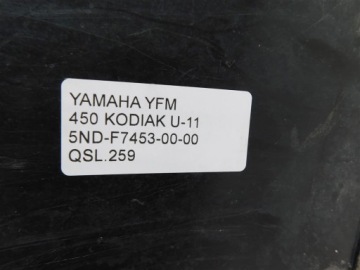 YAMAHA YFM
450 KODIAK U-11
5ND-F7453-00-00
QSL.259